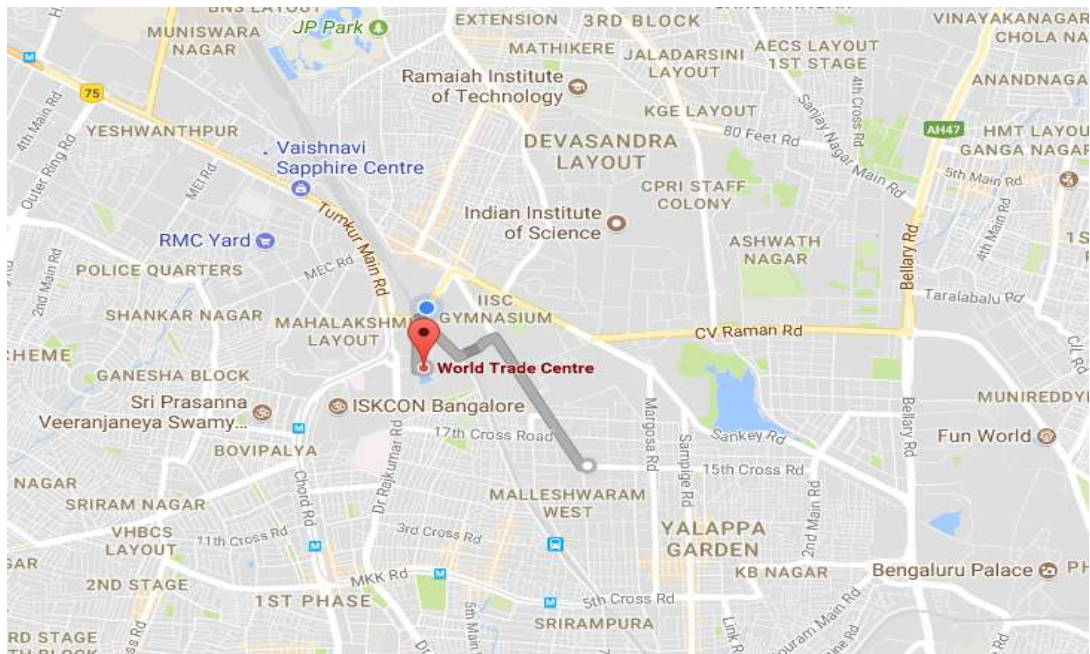 BNS LAYOUT
MUNISWARA
NAGAR
JP Park
EXTENSION
3RD BLOCK
MATHIKERE
JALADARSINI
LAYOUT
AECS LAYOUT
1ST STAGE
VINAYAKANAGAR
CHOLA NAGAR
Ramaiah Institute
of Technology
KGE LAYOUT
4th Cross Rd
ANANDNAGAR
75
4th Main Rd
YESHWANTHPUR
Outer Ring Rd
MEI Rd
Vaishnavi
Sapphire Centre
DEVASANDRA
LAYOUT
80 Feet Rd
Sanjay Nagar Main Rd
AH47
HMT LAYOUT
GANGA NAGAR
5th Main Rd
CPRI STAFF
COLONY
Tumkur Main Rd
Indian Institute
of Science
ASHWATH
NAGAR
Bellary Rd
4th Main Rd
RMC Yard
MEC Rd
POLICE QUARTERS
2nd Main Rd
SHANKAR NAGAR
MAHALAKSHMI
LAYOUT
IISC
GYMNASIUM
CV Raman Rd
Taralabalu Rd
CJL Rd
GANESHA BLOCK
World Trade Centre
MUNIREDDY
Sri Prasanna
Veeranjaneya Swamy...
ISKCON Bangalore
17th Cross Road
Margosa Rd
Sampige Rd
Sankey Rd
Bellary Rd
Fun World
BOVIPALYA
Chord Rd
Dr Rajkumar Rd
15th Cross Rd
NAGAR
SRIRAM NAGAR
MALLESHWARAM
WEST
2nd Main Rd
VHBCS
LAYOUT
11th Cross Rd
3rd Cross Rd
YALAPPA
GARDEN
2ND STAGE
MKK Rd
KB NAGAR
Bengaluru Palace
1ST PHASE
5th Cross Rd
5th Main Rd
SRIRAMPURA
Link R